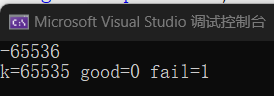 Microsoft Visual Studio 调试控制台
-65536
k=65535 good=0 fail=1